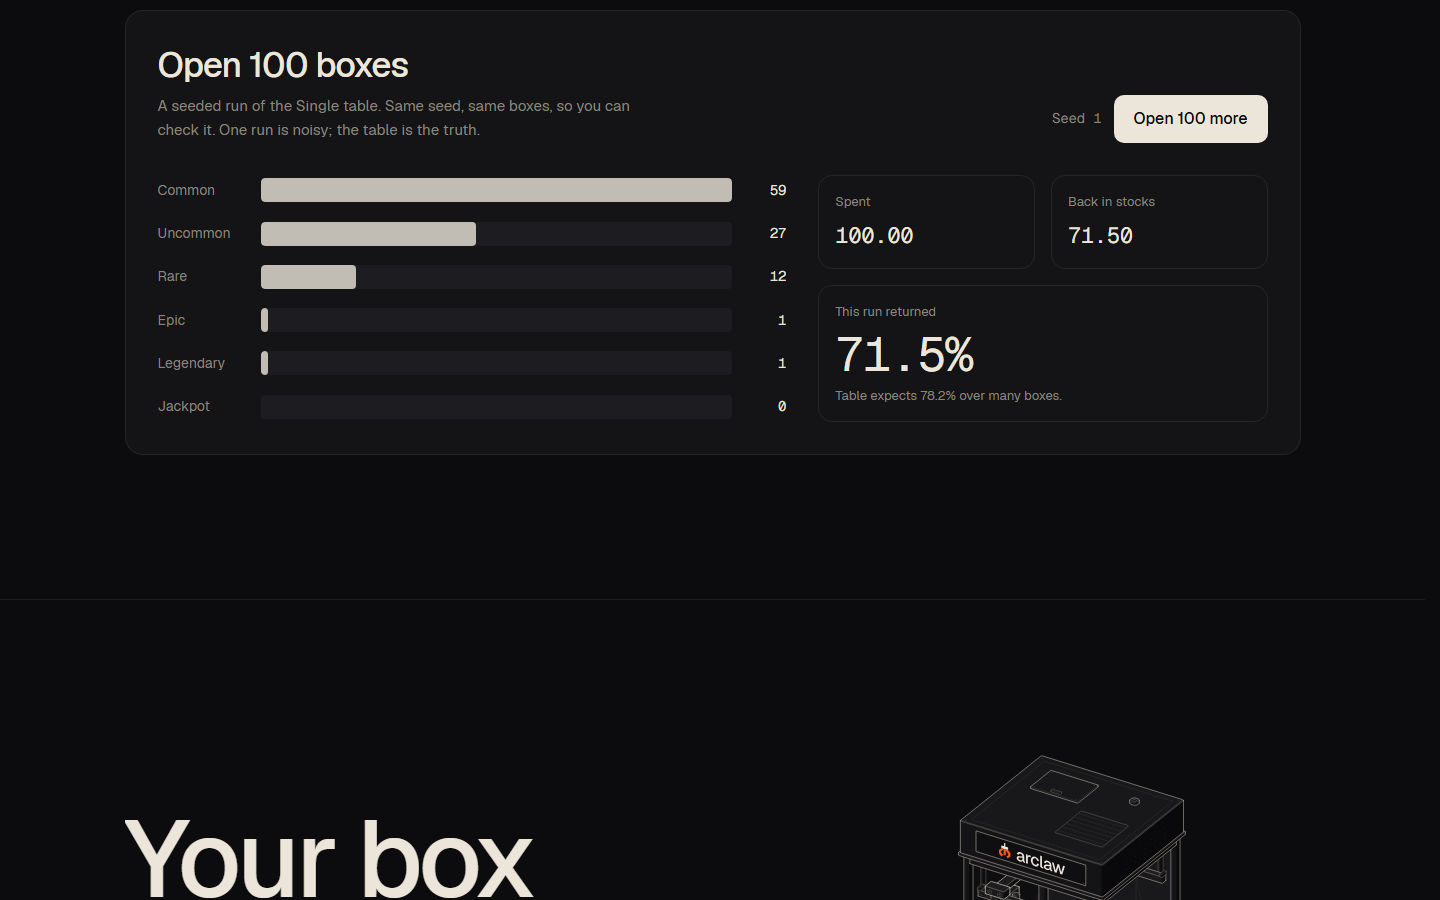 Open 100 boxes
A seeded run of the Single table. Same seed, same boxes, so you can
check it. One run is noisy; the table is the truth.
Seed 1
Open 100 more
Common 59
Uncommon 27
Rare 12
Epic 1
Legendary 1
Jackpot 0
Spent
100.00
Back in stocks
71.50
This run returned
71.5%
Table expects 78.2% over many boxes.
Your box
arclaw